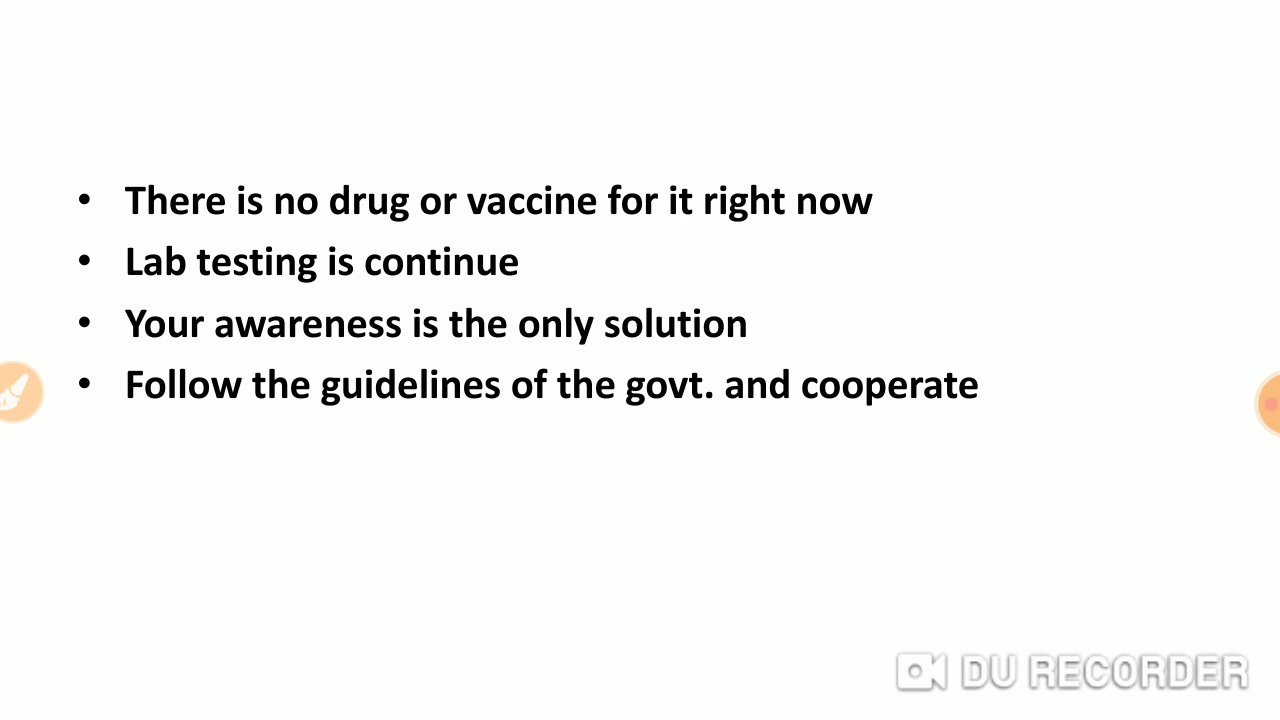 • There is no drug or vaccine for it right now
• Lab testing is continue
• Your awareness is the only solution
• Follow the guidelines of the govt. and cooperate
DU RECORDER